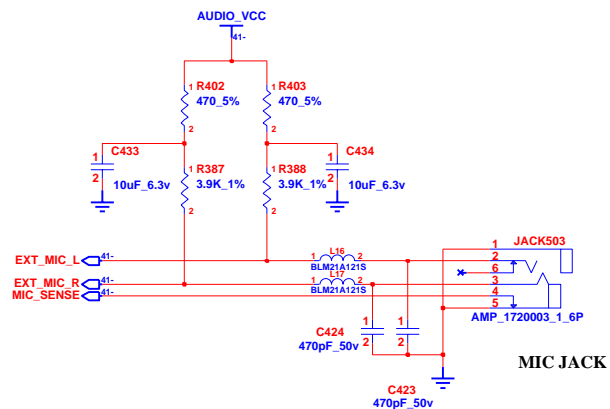 AUDIO_VCC
41-
1 R402 1 R403
470_5% 470_5%
2 2
C433 C434
1 1 R387 1 R388 1
2 3.9K_1% 3.9K_1% 2
10uF_6.3v 2 2 10uF_6.3v
1 JACK503
EXT_MIC_L 41- 1 L16 2 2
BLM21A121S 6
EXT_MIC_R 41- 1 L17 2 3
MIC_SENSE 41- BLM21A121S 4
5
AMP_1720003_1_6P
C424 1 1
470pF_50v 2 2
MIC JACK
C423
470pF_50v